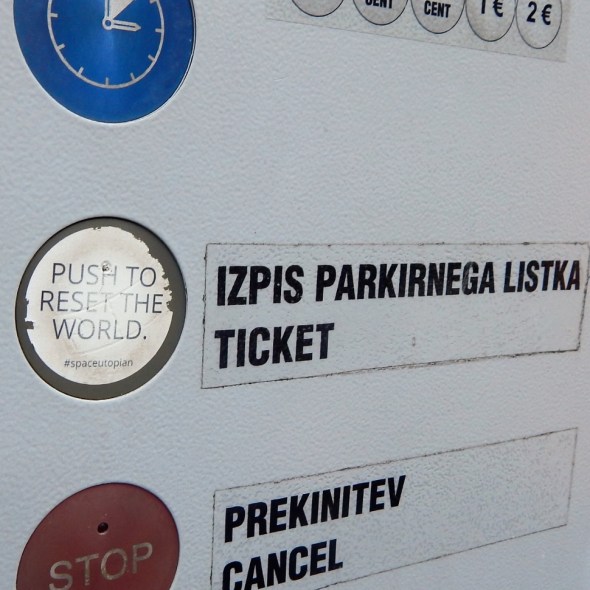 CENT
CENT
1 €
2 €
PUSH TO
RESET THE
WORLD.
#spaceutopian
IZPIS PARKIRNEGA LISTKA
TICKET
PREKINITEV
CANCEL
STOP